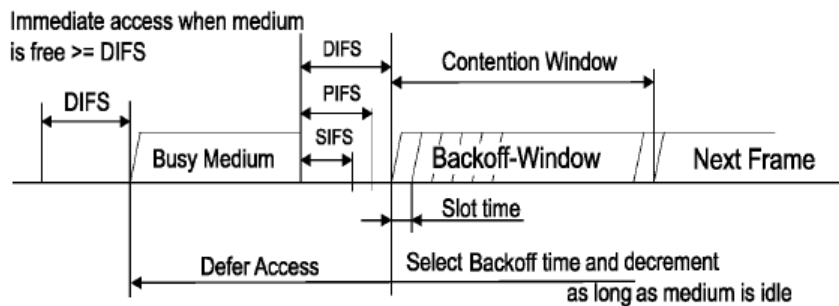 Immediate access when medium
is free >= DIFS
DIFS
DIFS
PIFS
SIFS
Contention Window
Busy Medium
Backoff-Window
Next Frame
Slot time
Defer Access
Select Backoff time and decrement
as long as medium is idle